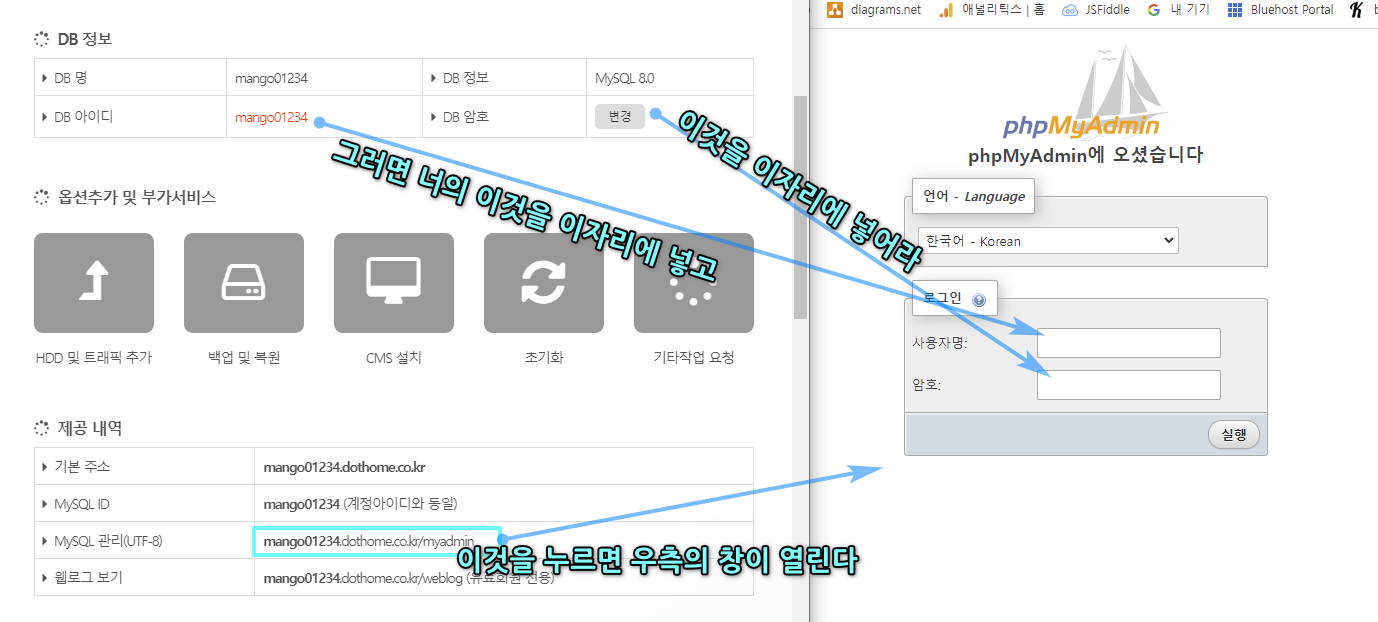 diagrams.net 애널리틱스 | 홈 JSFiddle 내 기기 Bluehost Portal
DB 정보
DB 명 mango01234 DB 정보 MySQL 8.0
DB 아이디 mango01234 DB 암호 변경
그러면 너의 이것을 이자리에 넣고
이것을 이자리에 넣어라
옵션추가 및 부가서비스
HDD 및 트래픽 추가 백업 및 복원 CMS 설치 초기화 기타작업 요청
제공 내역
기본 주소 mango01234.dothome.co.kr
MySQL ID mango01234 (계정아이디와 동일)
MySQL 관리(UTF-8) mango01234.dothome.co.kr/myadmin
이것을 누르면 우측의 창이 열린다
웹로그 보기 mango01234.dothome.co.kr/weblog (유료회원 전용)
phpMyAdmin
phpMyAdmin에 오셨습니다
언어 - Language
한국어 - Korean
로그인
사용자명:
암호:
실행